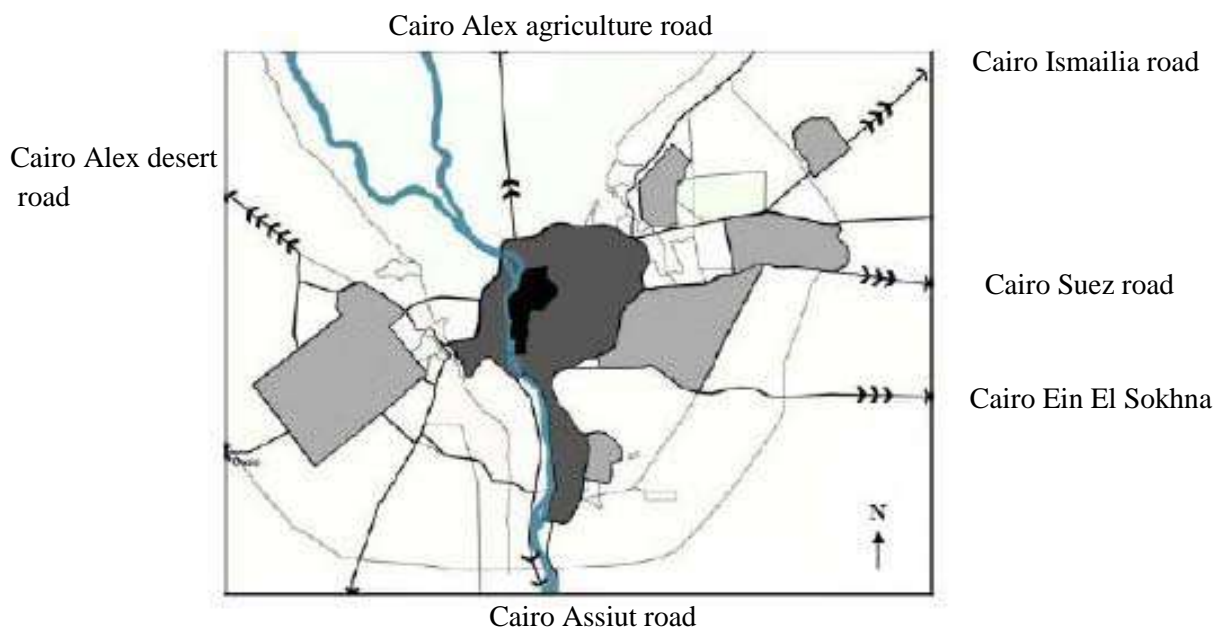 Cairo Alex agriculture road
Cairo Ismailia road
Cairo Alex desert
road
Cairo Suez road
Cairo Ein El Sokhna
N
Cairo Assiut road